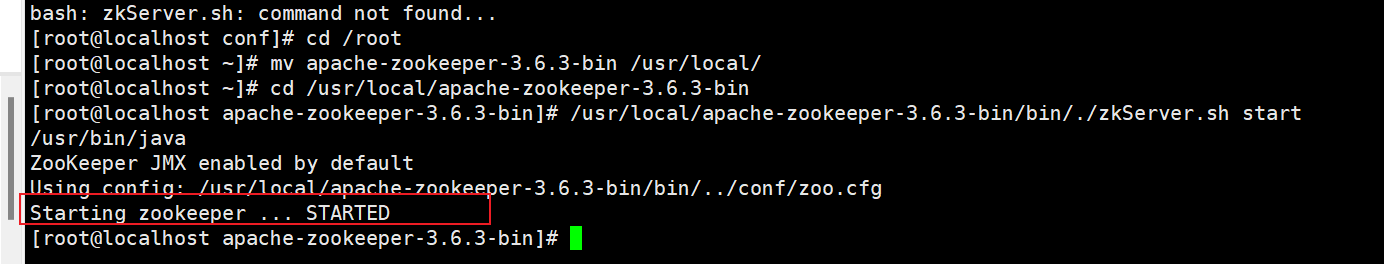 bash: zkServer.sh: command not found...
[root@localhost conf]# cd /root
[root@localhost ~]# mv apache-zookeeper-3.6.3-bin /usr/local/
[root@localhost ~]# cd /usr/local/apache-zookeeper-3.6.3-bin
[root@localhost apache-zookeeper-3.6.3-bin]# /usr/local/apache-zookeeper-3.6.3-bin/bin/./zkServer.sh start
/usr/bin/java
ZooKeeper JMX enabled by default
Using config: /usr/local/apache-zookeeper-3.6.3-bin/bin/../conf/zoo.cfg
Starting zookeeper ... STARTED
[root@localhost apache-zookeeper-3.6.3-bin]#